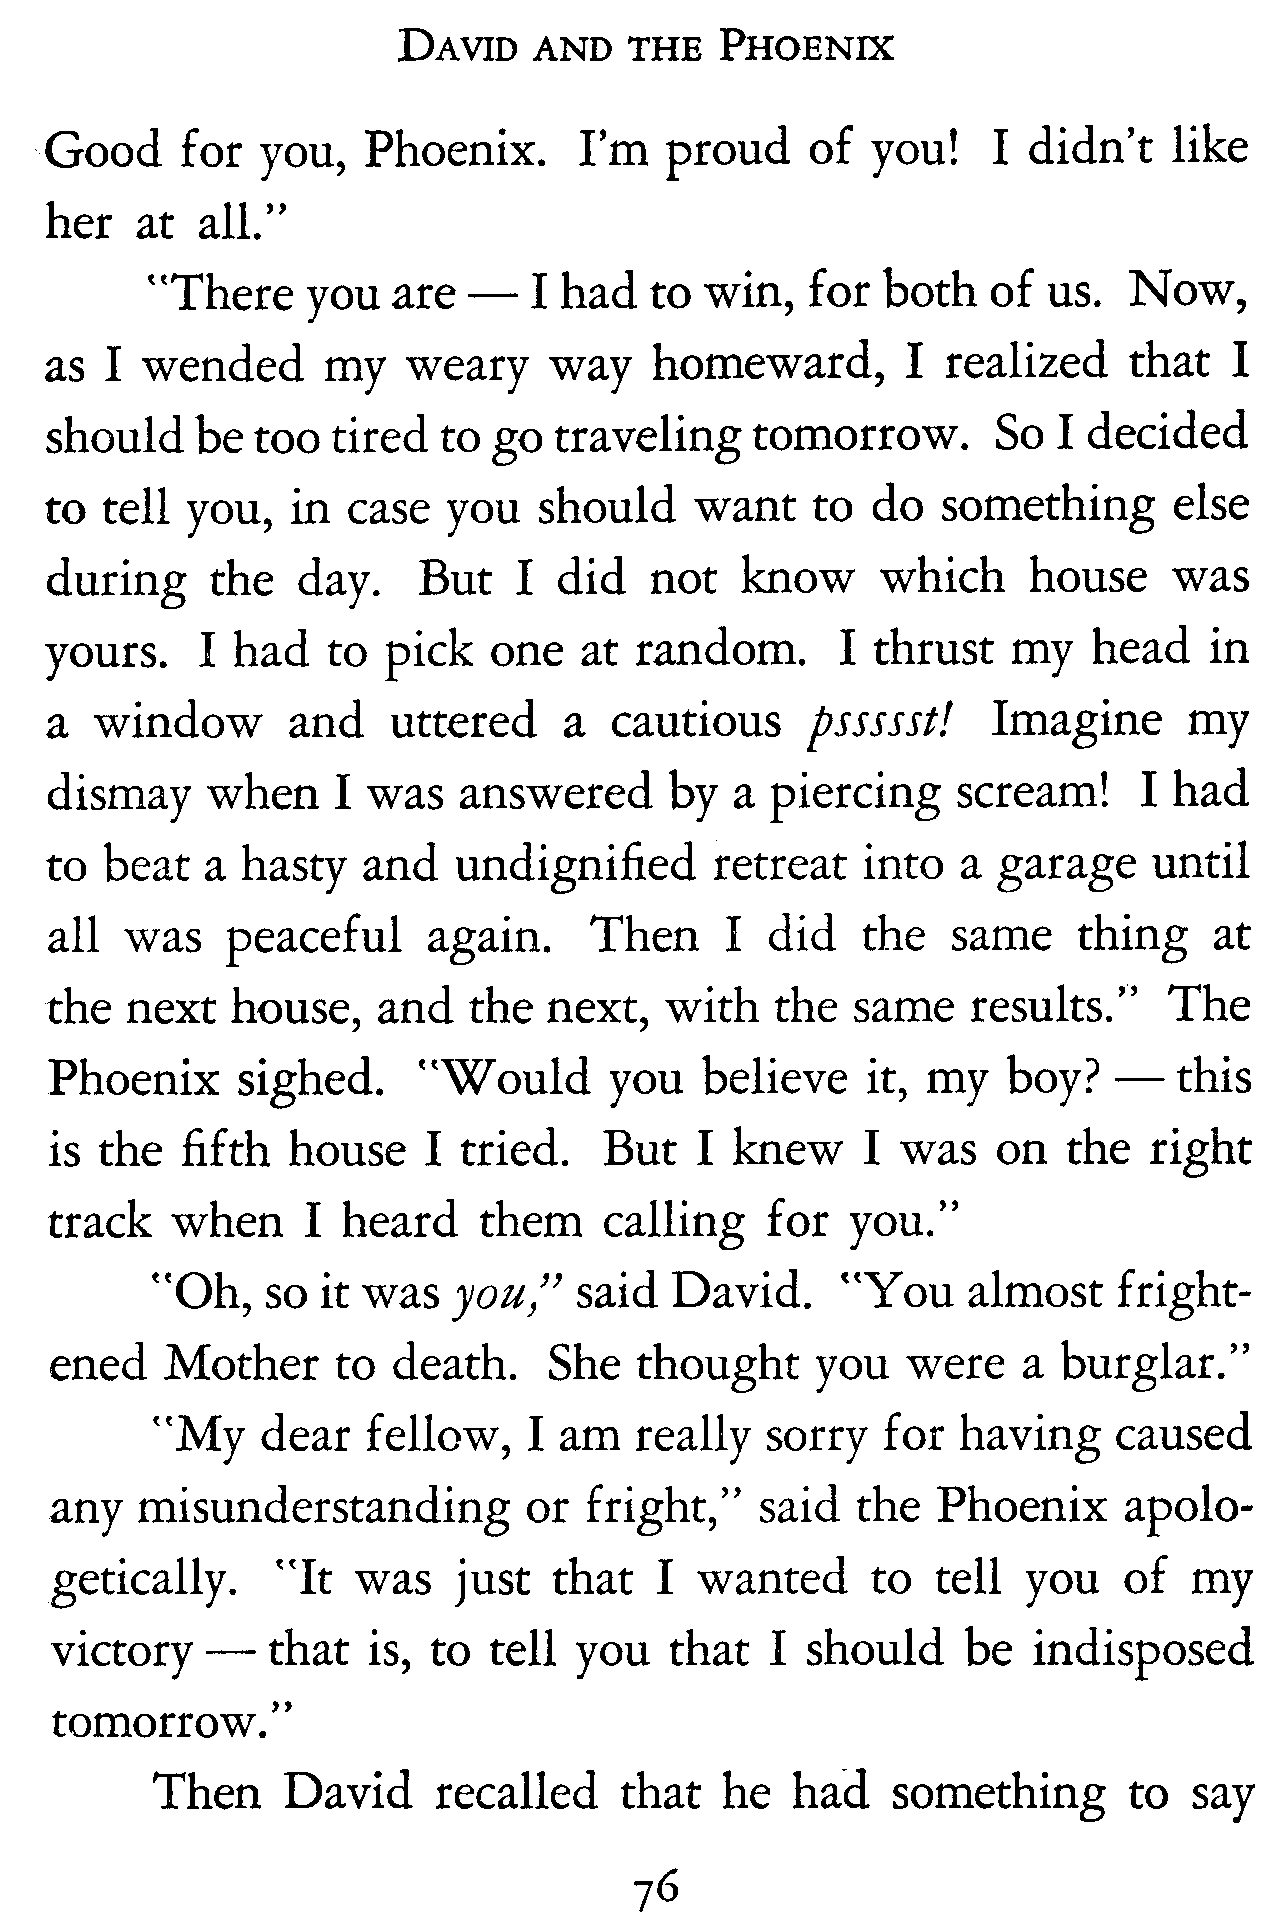 DAVID AND THE PHOENIX
Good for you, Phoenix. I'm proud of you! I didn't like
her at all."
"There you are — I had to win, for both of us. Now,
as I wended my weary way homeward, I realized that I
should be too tired to go traveling tomorrow. So I decided
to tell you, in case you should want to do something else
during the day. But I did not know which house was
yours. I had to pick one at random. I thrust my head in
a window and uttered a cautious pssssst! Imagine my
dismay when I was answered by a piercing scream! I had
to beat a hasty and undignified retreat into a garage until
all was peaceful again. Then I did the same thing at
the next house, and the next, with the same results." The
Phoenix sighed. "Would you believe it, my boy? — this
is the fifth house I tried. But I knew I was on the right
track when I heard them calling for you."
"Oh, so it was you," said David. "You almost fright-
ened Mother to death. She thought you were a burglar."
"My dear fellow, I am really sorry for having caused
any misunderstanding or fright," said the Phoenix apolo-
getically. "It was just that I wanted to tell you of my
victory — that is, to tell you that I should be indisposed
tomorrow."
Then David recalled that he had something to say
76